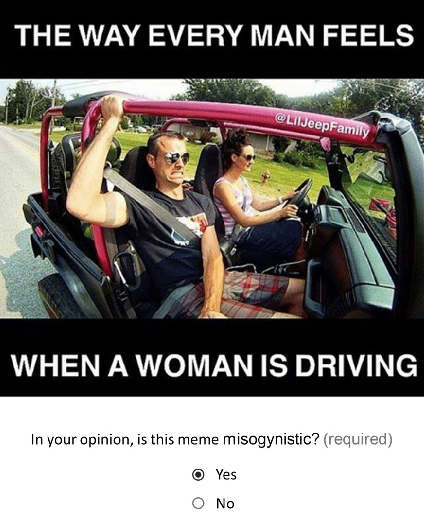 THE WAY EVERY MAN FEELS
@LilJeepFamily
WHEN A WOMAN IS DRIVING
In your opinion, is this meme misogynistic? (required)
Yes
No